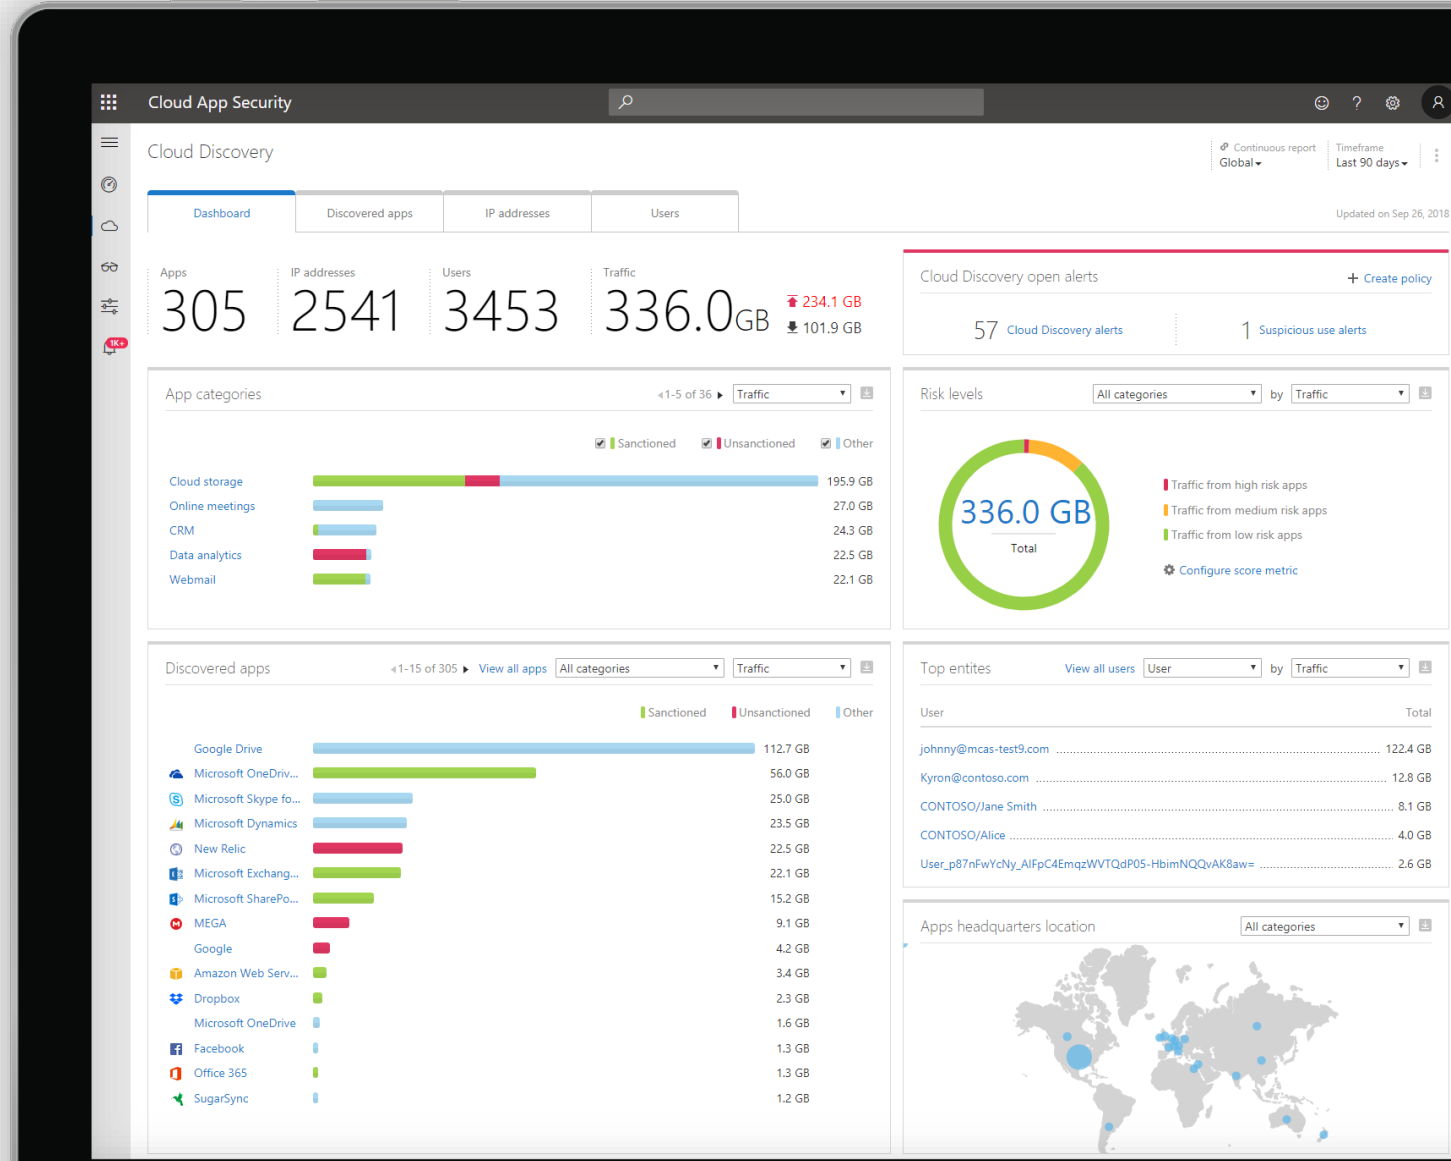 Cloud App Security
Cloud Discovery
Continuous report
Global
Timeframe
Last 90 days
1K+
Dashboard
Discovered apps
IP addresses
Users
Updated on Sep 26, 2018
Apps
305
IP addresses
2541
Users
3453
Traffic
336.0GB
234.1 GB
101.9 GB
Cloud Discovery open alerts
+ Create policy
57 Cloud Discovery alerts
1 Suspicious use alerts
App categories
1-5 of 36
Traffic
Sanctioned
Unsanctioned
Other
Cloud storage 195.9 GB
Online meetings 27.0 GB
CRM 24.3 GB
Data analytics 22.5 GB
Webmail 22.1 GB
Risk levels
All categories
by
Traffic
336.0 GB
Total
Traffic from high risk apps
Traffic from medium risk apps
Traffic from low risk apps
Configure score metric
Discovered apps
1-15 of 305
View all apps
All categories
Traffic
Sanctioned
Unsanctioned
Other
Google Drive 112.7 GB
Microsoft OneDriv... 56.0 GB
Microsoft Skype fo... 25.0 GB
Microsoft Dynamics 23.5 GB
New Relic 22.5 GB
Microsoft Exchang... 22.1 GB
Microsoft SharePo... 15.2 GB
MEGA 9.1 GB
Google 4.2 GB
Amazon Web Serv... 3.4 GB
Dropbox 2.3 GB
Microsoft OneDrive 1.6 GB
Facebook 1.3 GB
Office 365 1.3 GB
SugarSync 1.2 GB
Top entites
View all users
User
by
Traffic
User Total
johnny@mcas-test9.com 122.4 GB
Kyron@contoso.com 12.8 GB
CONTOSO/Jane Smith 8.1 GB
CONTOSO/Alice 4.0 GB
User_p87nFwYcNy_AlFpC4EmqzWVTQdP05-HbimNQQvAK8aw= 2.6 GB
Apps headquarters location
All categories